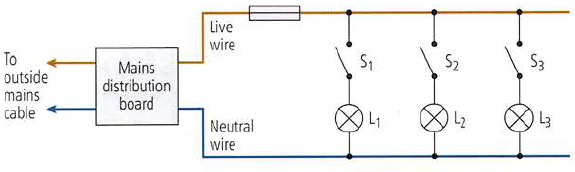 Live
wire
To
outside
mains
cable
Mains
distribution
board
S1
S2
S3
L1
L2
L3
Neutral
wire